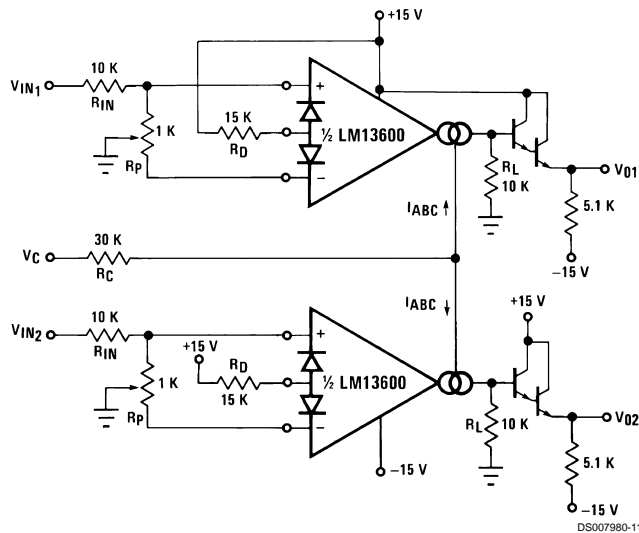 +15 V
10 K
VIN1
RIN
1 K
RP
15 K
RD
+
−
½ LM13600
RL
10 K
VO1
IABC ↑
5.1 K
−15 V
30 K
VC
RC
IABC ↓
+15 V
10 K
VIN2
RIN
+15 V
RD
15 K
1 K
RP
+
−
½ LM13600
RL
10 K
VO2
5.1 K
−15 V
−15 V
DS007980-11